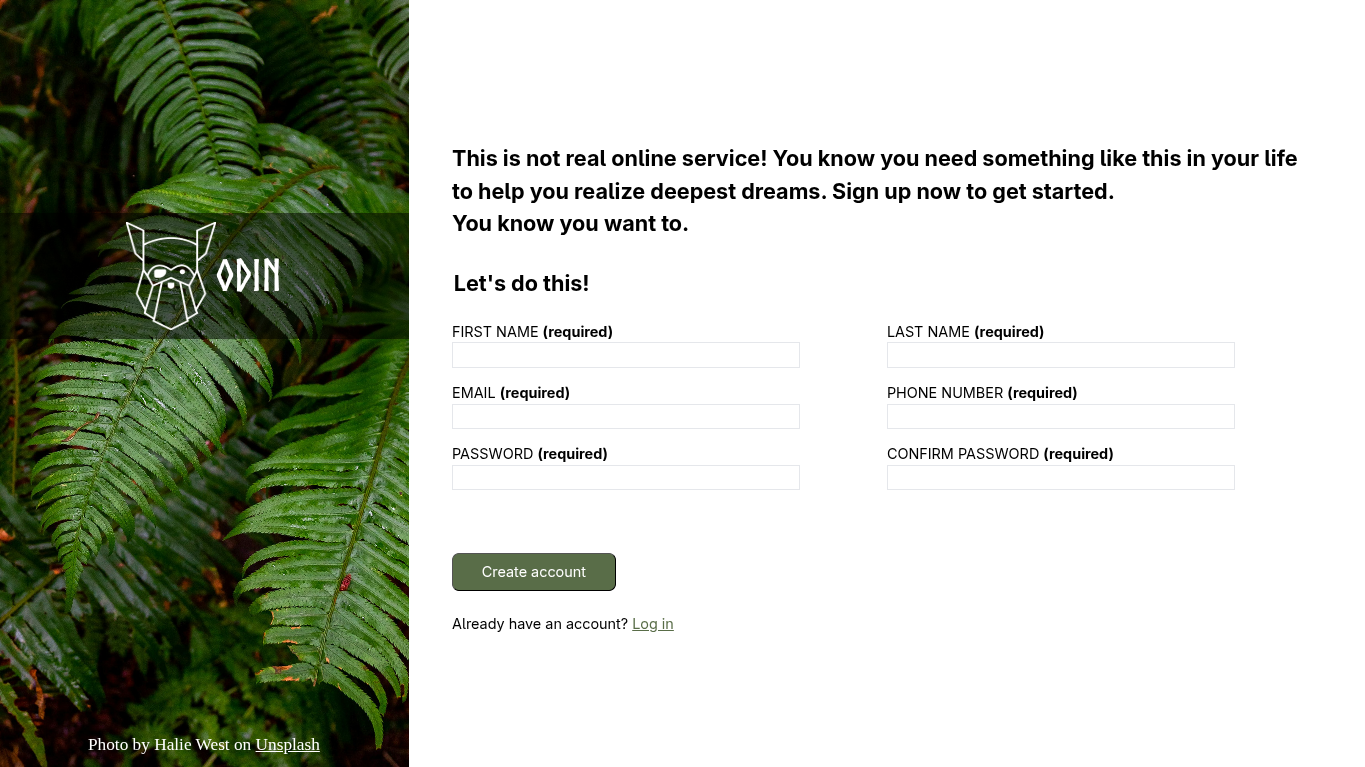 ODIN
Photo by Halie West on Unsplash
This is not real online service! You know you need something like this in your life
to help you realize deepest dreams. Sign up now to get started.
You know you want to.
Let's do this!
FIRST NAME (required)
LAST NAME (required)
EMAIL (required)
PHONE NUMBER (required)
PASSWORD (required)
CONFIRM PASSWORD (required)
Create account
Already have an account? Log in